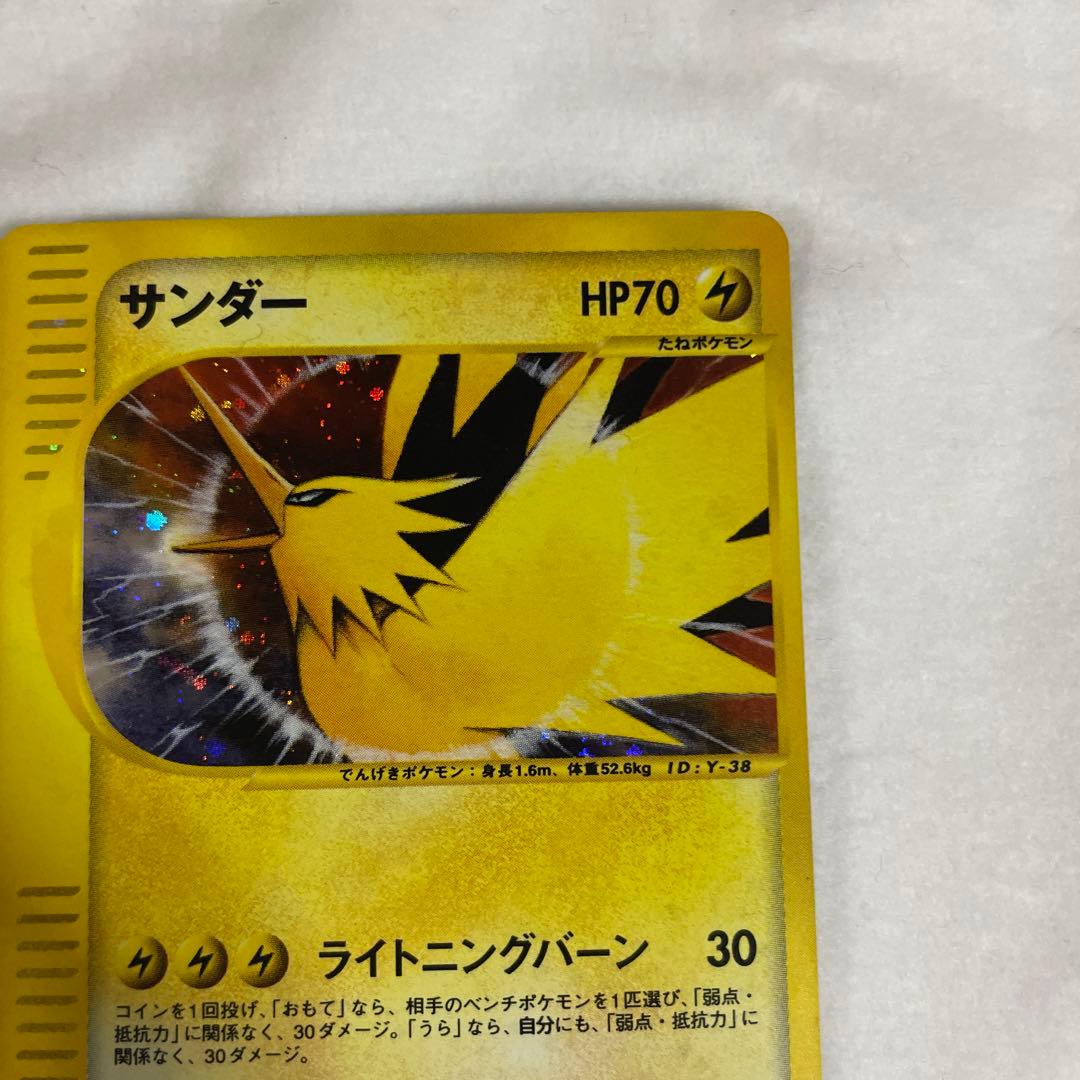 サンダー HP70
たねポケモン
でんげきポケモン：身長1.6m、体重52.6kg ID:Y-38
ライトニングバーン 30
コインを1回投げ、「おもて」なら、相手のベンチポケモンを1匹選び、「弱点・
抵抗力」に関係なく、30ダメージ。「うら」なら、自分にも、「弱点・抵抗力」に
関係なく、30ダメージ。